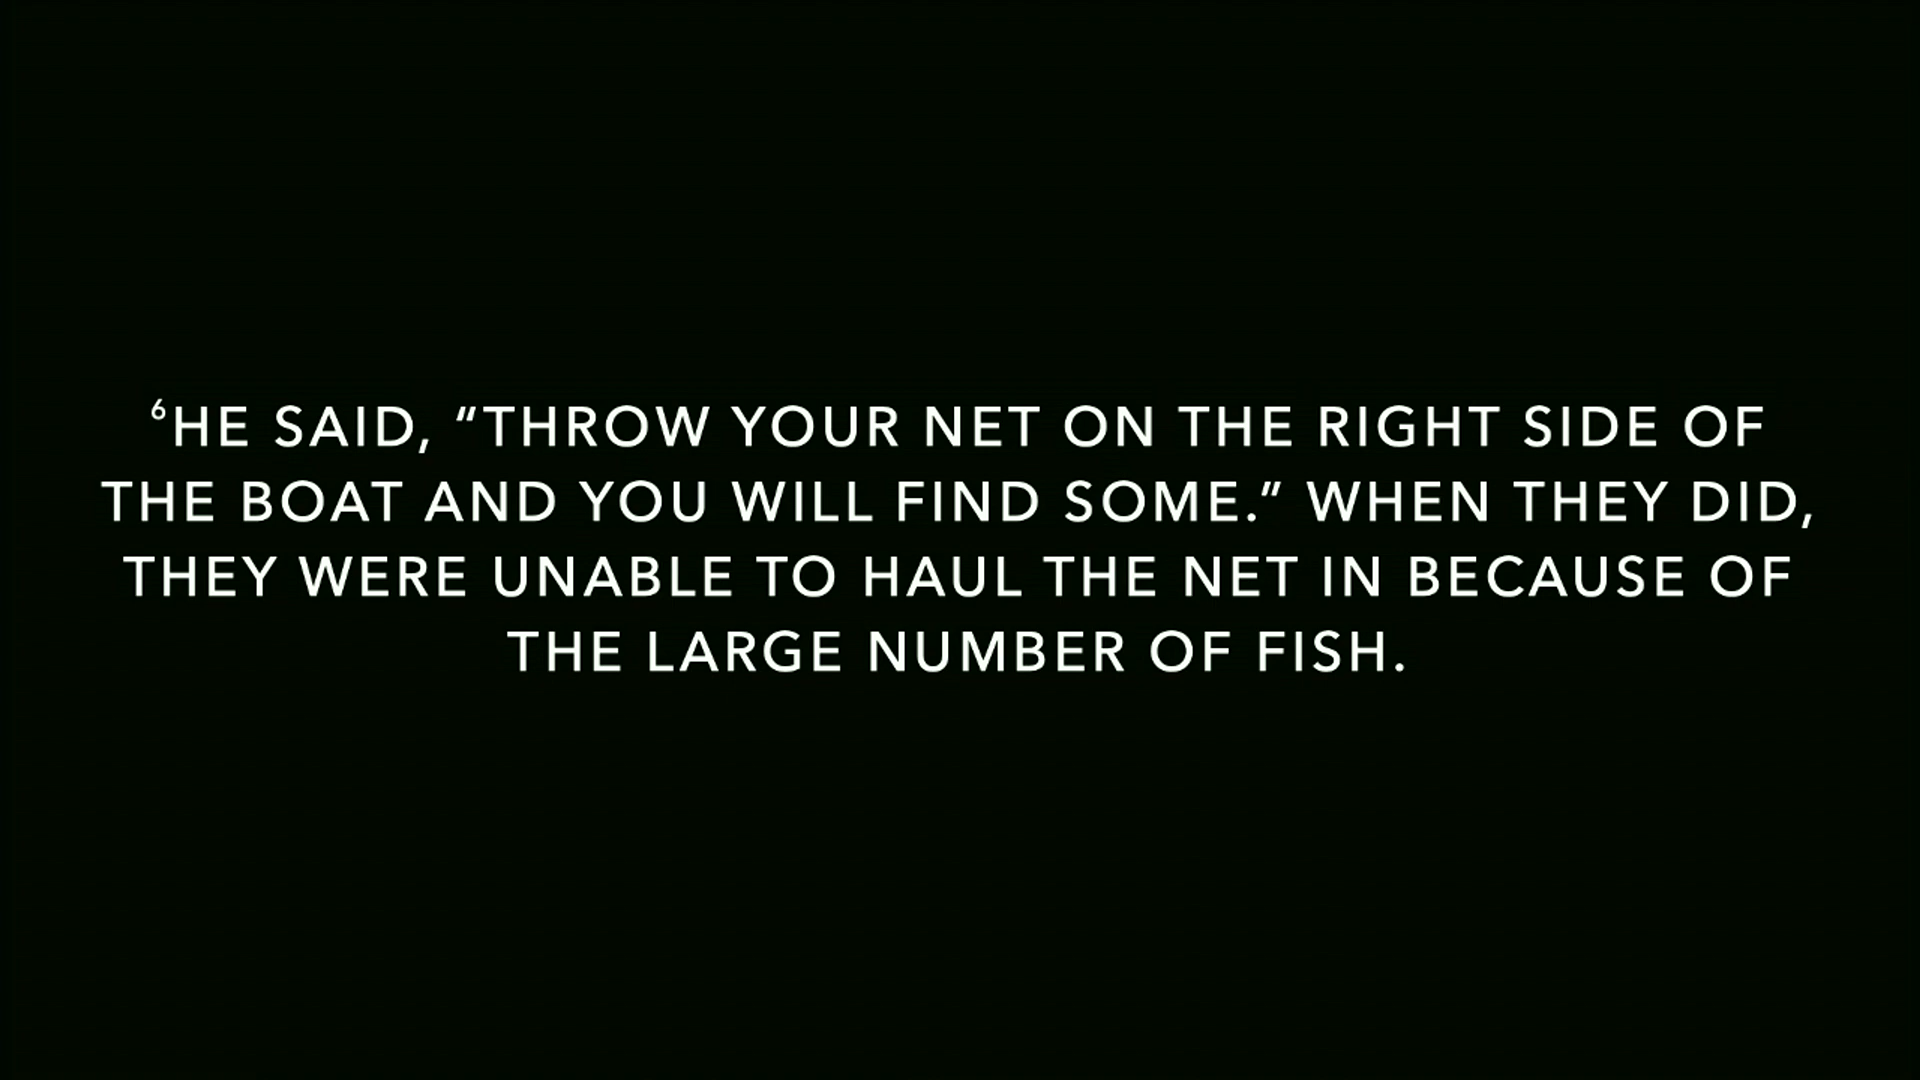 ⁶HE SAID, “THROW YOUR NET ON THE RIGHT SIDE OF
THE BOAT AND YOU WILL FIND SOME.” WHEN THEY DID,
THEY WERE UNABLE TO HAUL THE NET IN BECAUSE OF
THE LARGE NUMBER OF FISH.